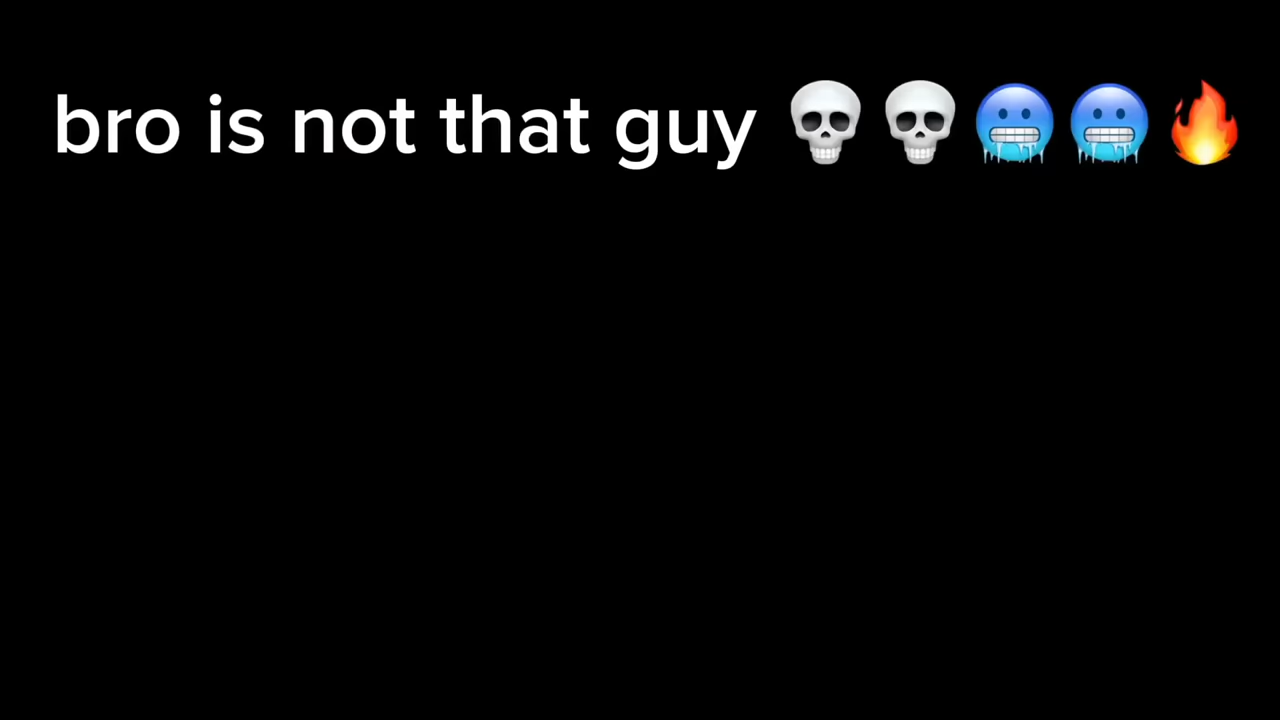 bro is not that guy 💀💀🥶🥶🔥